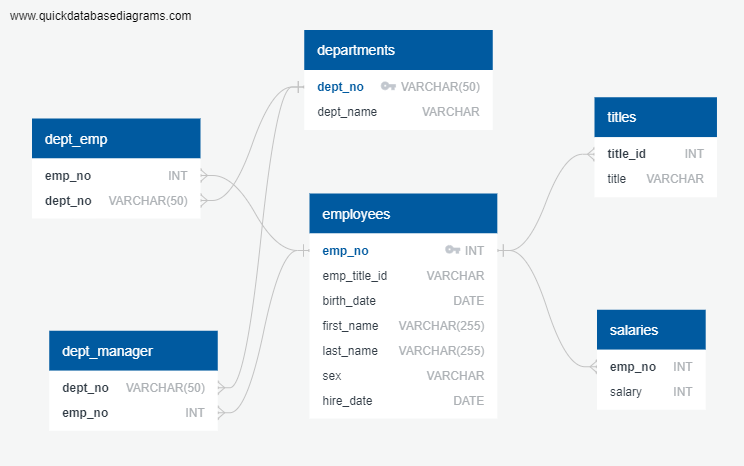 www.quickdatabasediagrams.com
departments
dept_no VARCHAR(50)
dept_name VARCHAR
titles
title_id INT
title VARCHAR
dept_emp
emp_no INT
dept_no VARCHAR(50)
employees
emp_no INT
emp_title_id VARCHAR
birth_date DATE
first_name VARCHAR(255)
last_name VARCHAR(255)
sex VARCHAR
hire_date DATE
salaries
emp_no INT
salary INT
dept_manager
dept_no VARCHAR(50)
emp_no INT